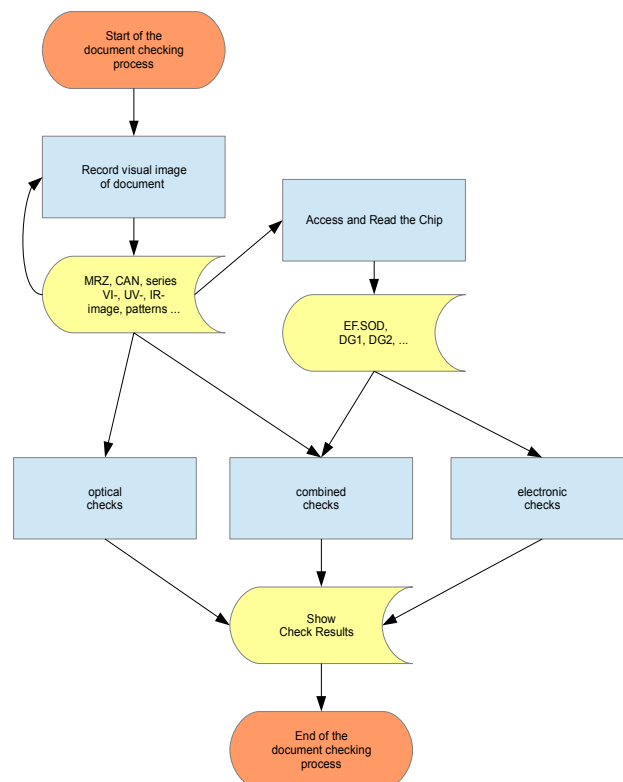 Start of the
document checking
process
Record visual image
of document
Access and Read the Chip
MRZ, CAN, series
VI-, UV-, IR-
image, patterns ...
EF.SOD,
DG1, DG2, ...
optical
checks
combined
checks
electronic
checks
Show
Check Results
End of the
document checking
process